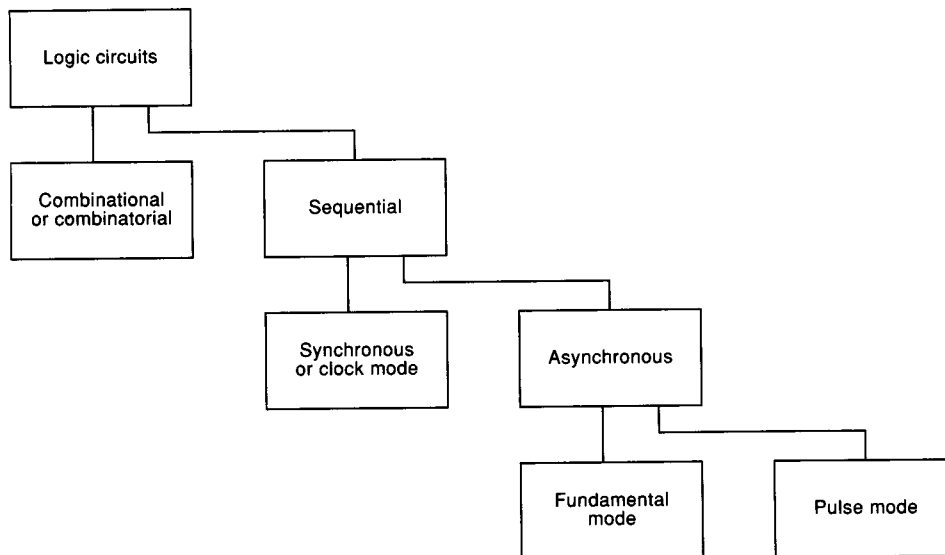 Logic circuits
Combinational
or combinatorial
Sequential
Synchronous
or clock mode
Asynchronous
Fundamental
mode
Pulse mode